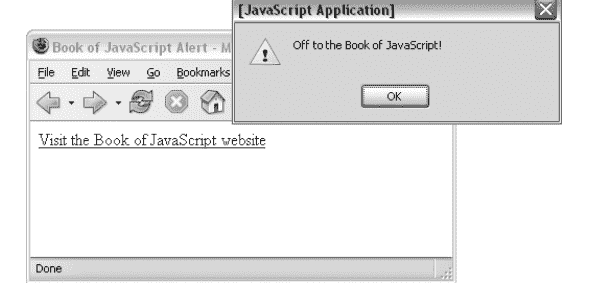 [JavaScript Application]
Off to the Book of JavaScript!
OK
Book of JavaScript Alert - M
File Edit View Go Bookmarks
Visit the Book of JavaScript website
Done